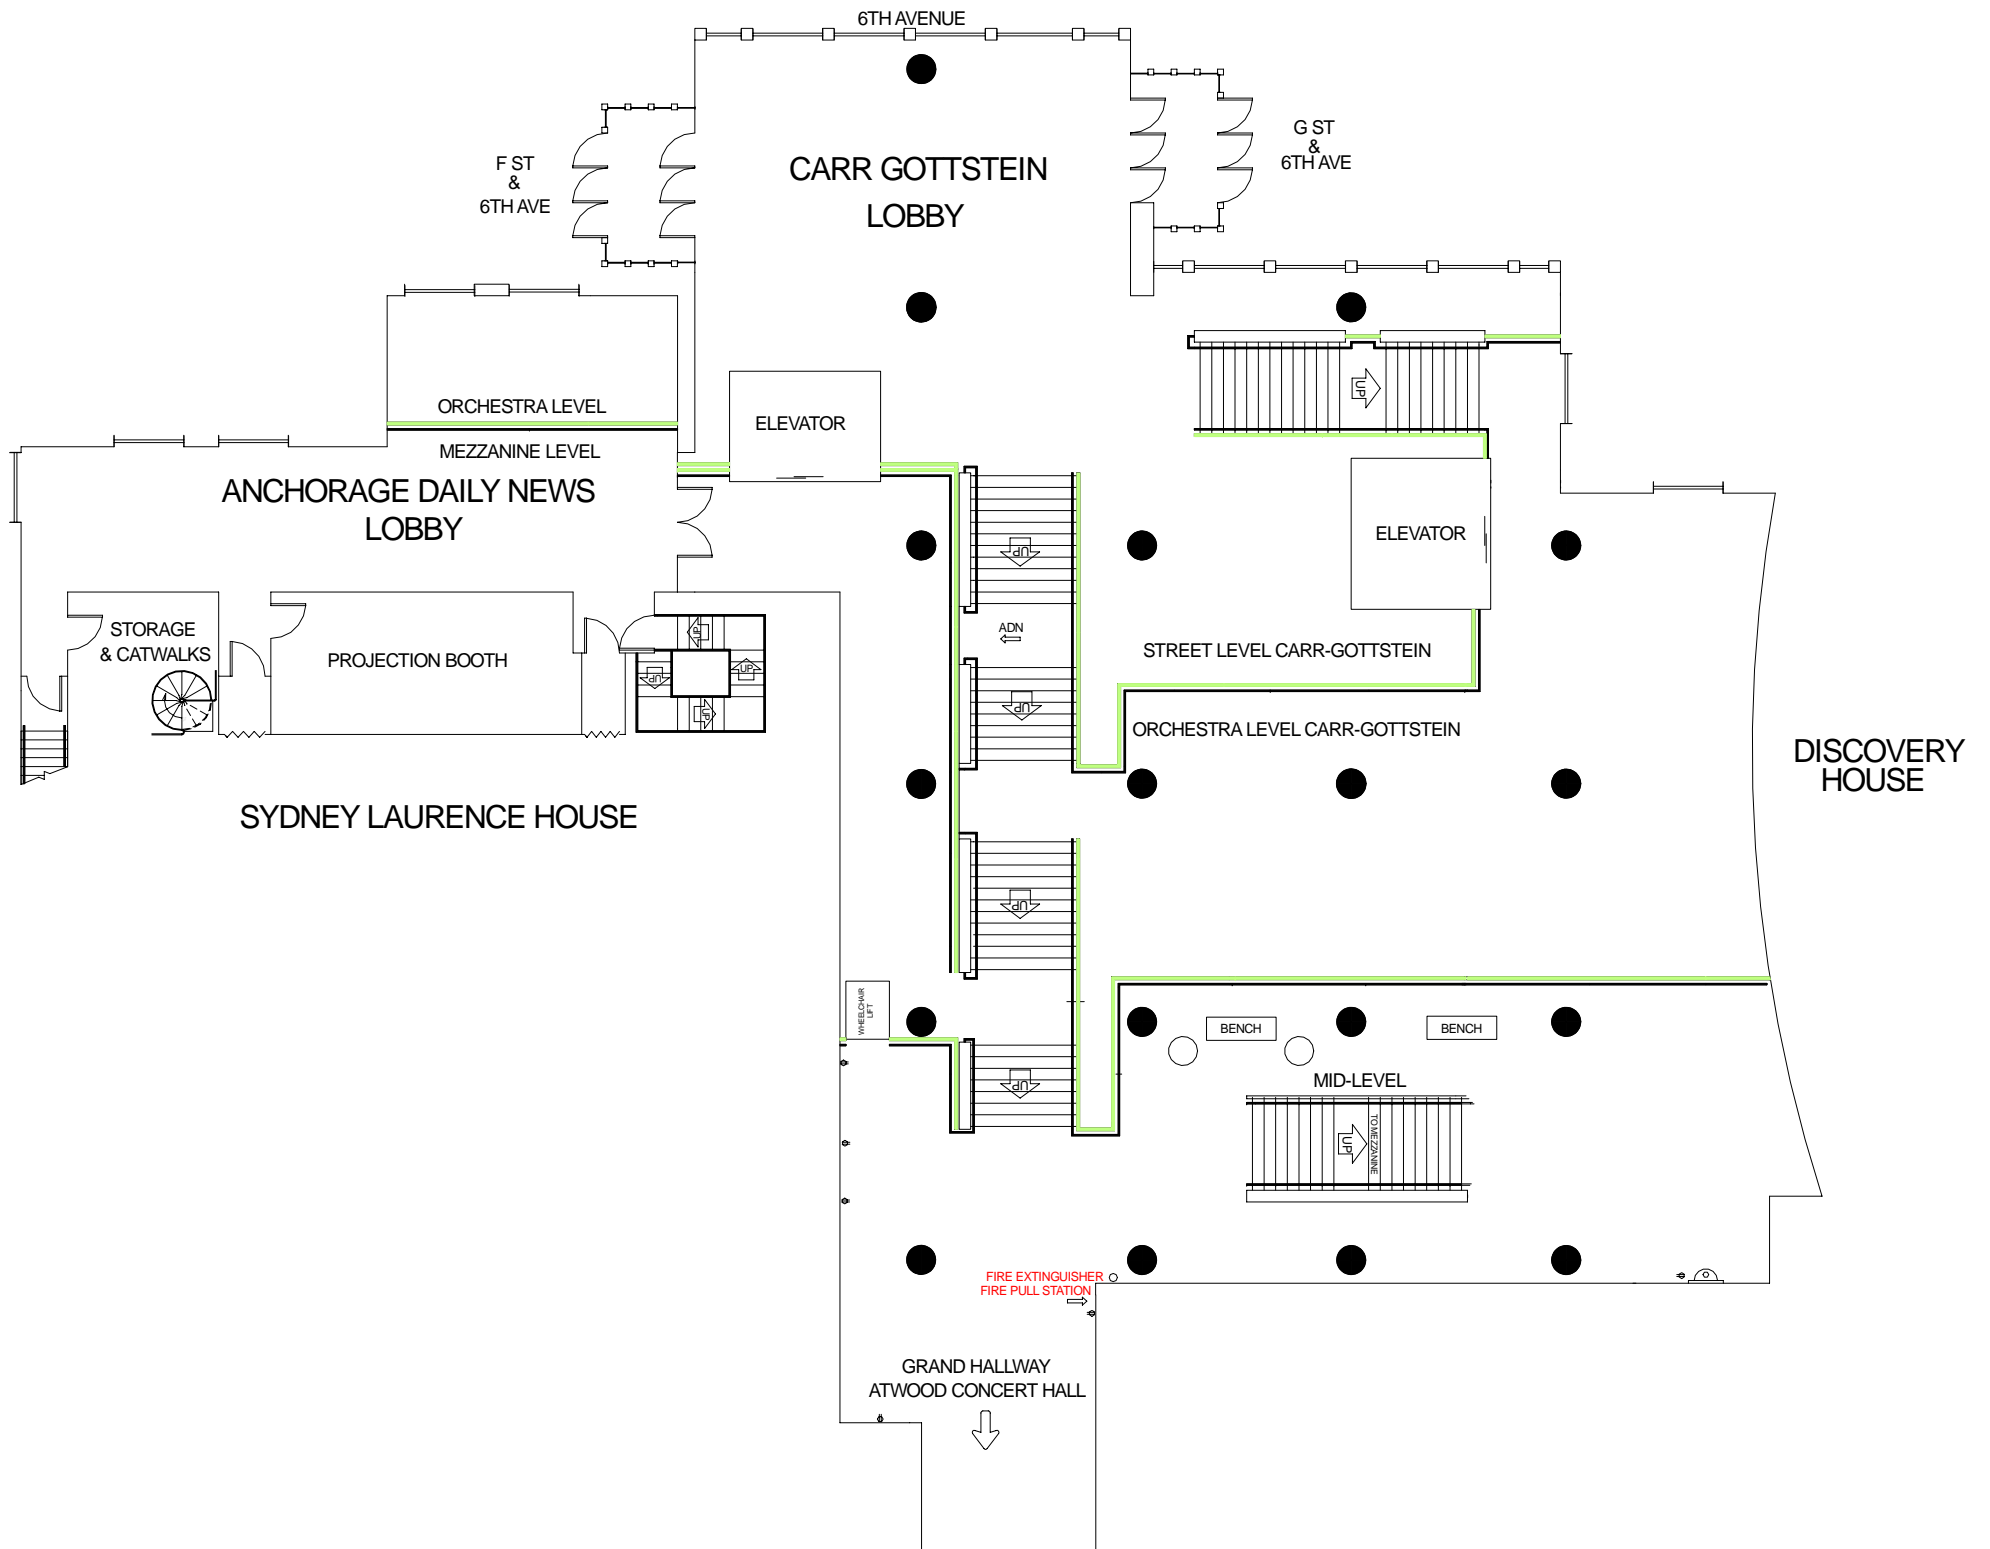 6TH AVENUE
F ST
&
6TH AVE
CARR GOTTSTEIN
LOBBY
G ST
&
6TH AVE
ORCHESTRA LEVEL
MEZZANINE LEVEL
ANCHORAGE DAILY NEWS
LOBBY
ELEVATOR
UP
ELEVATOR
UP
STORAGE
& CATWALKS
PROJECTION BOOTH
UP
UP
UP
UP
ADN
STREET LEVEL CARR-GOTTSTEIN
UP
ORCHESTRA LEVEL CARR-GOTTSTEIN
DISCOVERY
HOUSE
SYDNEY LAURENCE HOUSE
UP
WHEELCHAIR
LIFT
BENCH
BENCH
UP
MID-LEVEL
UP
TO MEZZANINE
FIRE EXTINGUISHER
FIRE PULL STATION
GRAND HALLWAY
ATWOOD CONCERT HALL